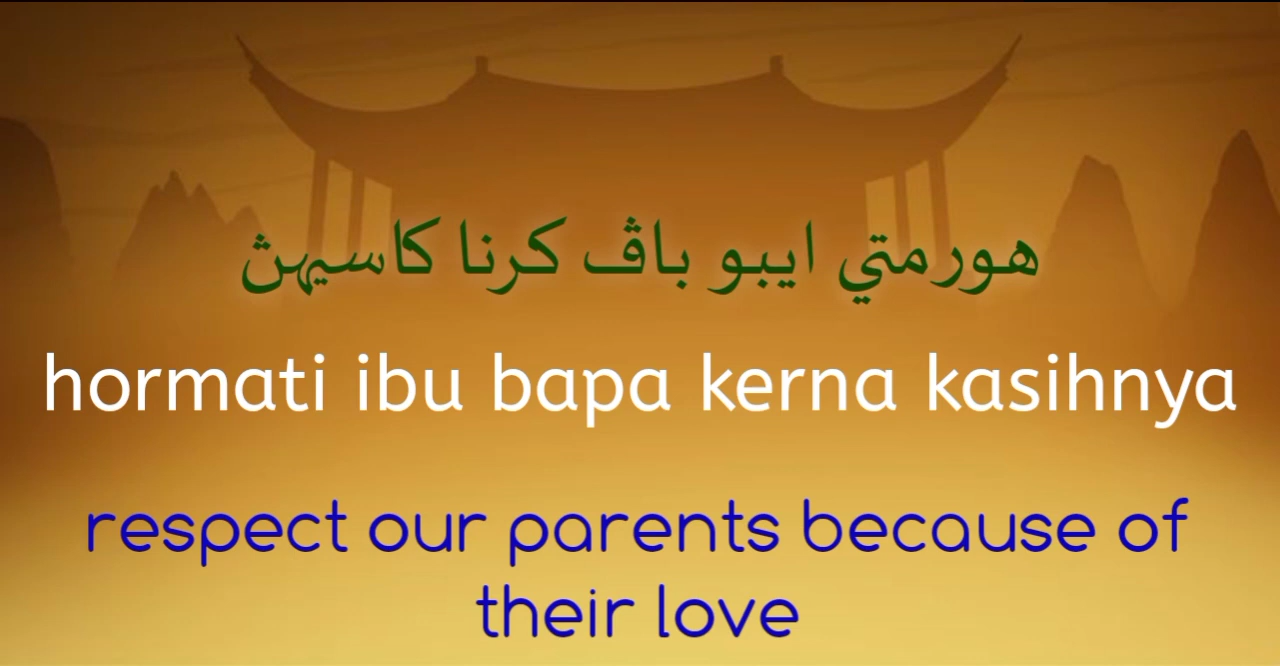 هورمتي ايبو باڤ کرنا کاسيهڽ
hormati ibu bapa kerna kasihnya
respect our parents because of
their love